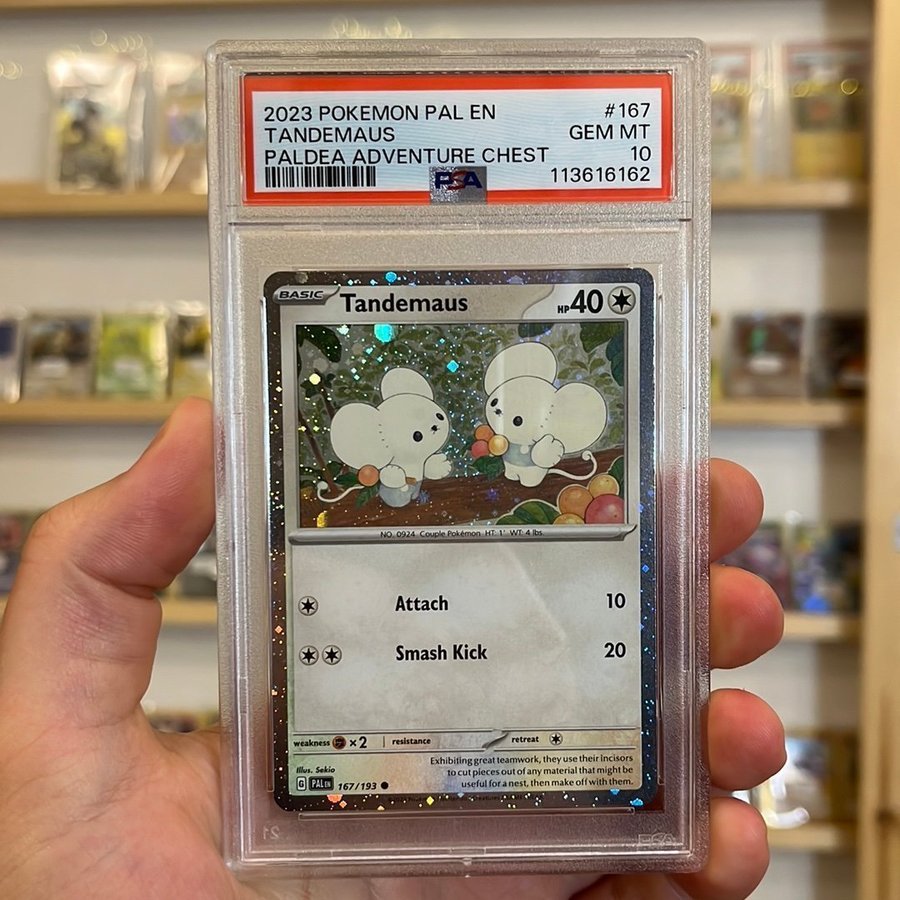 2023 POKEMON PAL EN #167
TANDEMAUS GEM MT
PALDEA ADVENTURE CHEST 10
PSA 113616162
BASIC Tandemaus HP 40
NO. 0924 Couple Pokémon HT: 1' WT: 4 lbs.
Attach 10
Smash Kick 20
weakness ×2 resistance retreat
Exhibiting great teamwork, they use their incisors
to cut pieces out of any material that might be
useful for a nest, then make off with them.
Illus. Sekio
G PAL EN 167/193